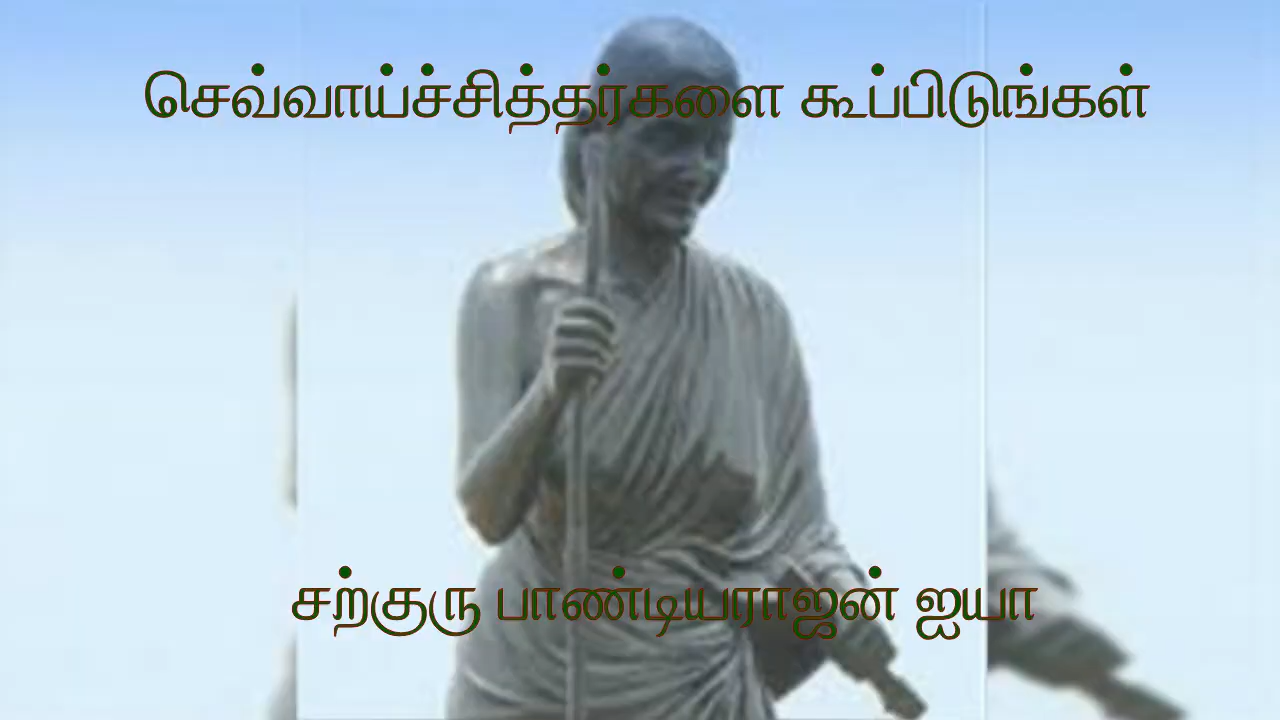 செவ்வாய்ச்சித்தர்களை கூப்பிடுங்கள்
சற்குரு பாண்டியராஜன் ஐயா